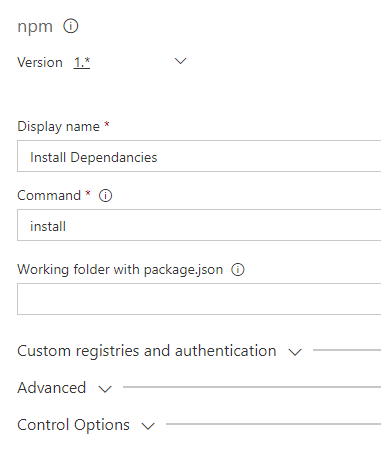 npm
Version 1.*
Display name *
Install Dependancies
Command *
install
Working folder with package.json
Custom registries and authentication
Advanced
Control Options